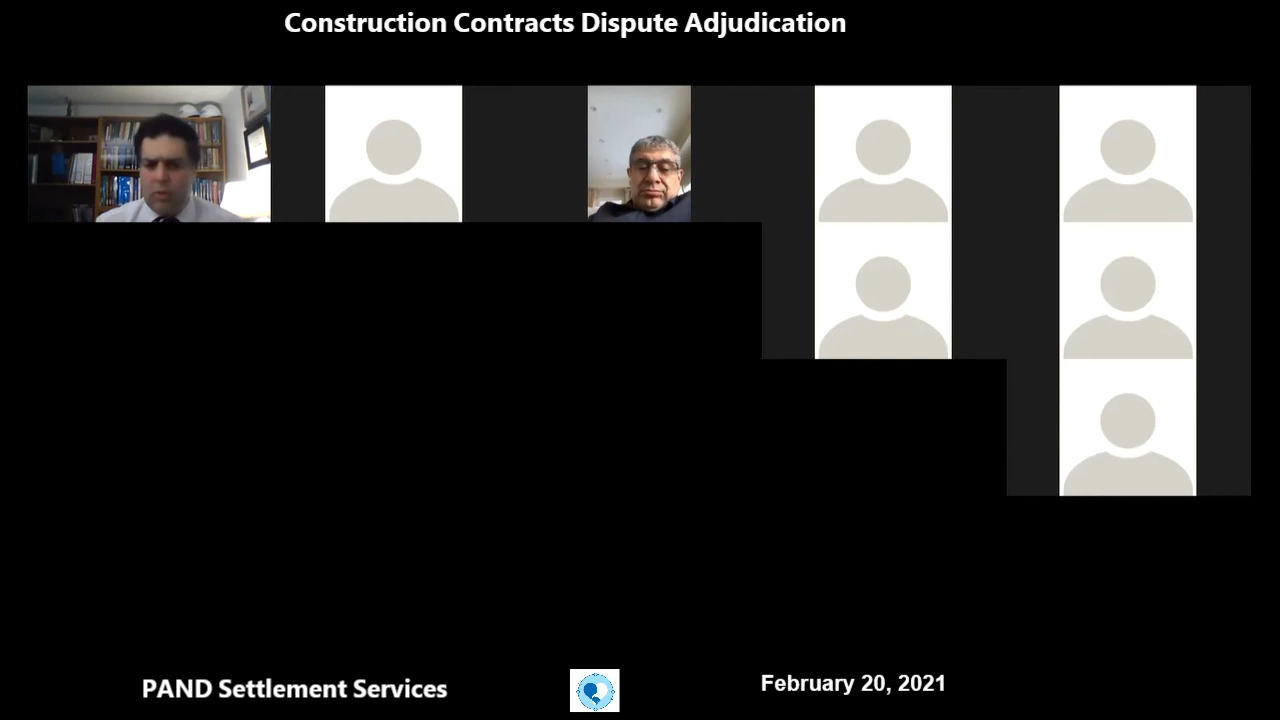 Construction Contracts Dispute Adjudication
PAND Settlement Services
February 20, 2021